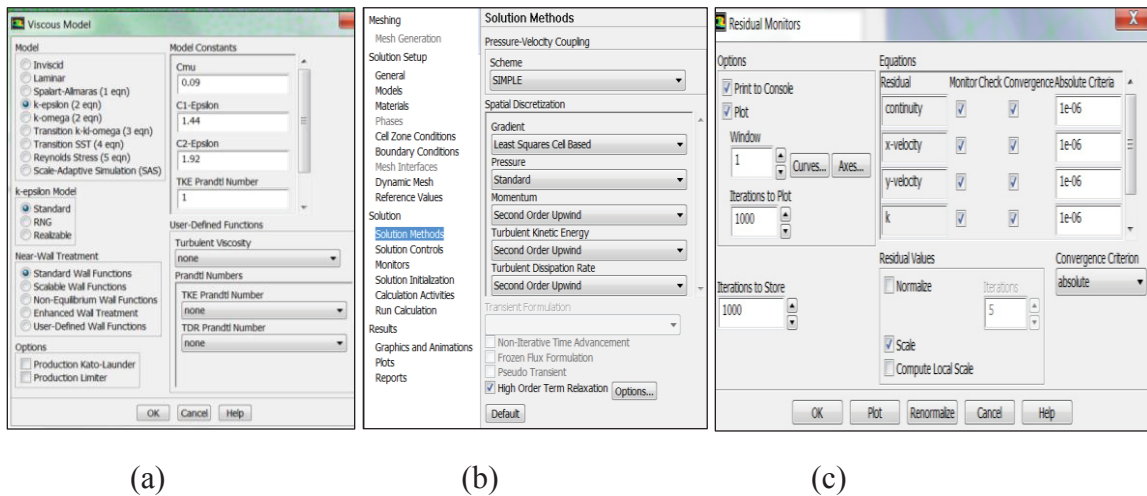 Viscous Model
Model
Inviscid
Laminar
Spalart-Allmaras (1 eqn)
k-epsilon (2 eqn)
k-omega (2 eqn)
Transition k-kl-omega (3 eqn)
Transition SST (4 eqn)
Reynolds Stress (5 eqn)
Scale-Adaptive Simulation (SAS)
k-epsilon Model
Standard
RNG
Realizable
Near-Wall Treatment
Standard Wall Functions
Scalable Wall Functions
Non-Equilibrium Wall Functions
Enhanced Wall Treatment
User-Defined Wall Functions
Options
Production Kato-Launder
Production Limiter
Model Constants
Cmu
0.09
C1-Epsilon
1.44
C2-Epsilon
1.92
TKE Prandtl Number
1
User-Defined Functions
Turbulent Viscosity
none
Prandtl Numbers
TKE Prandtl Number
none
TDR Prandtl Number
none
OK Cancel Help
Meshing
Mesh Generation
Solution Setup
General
Models
Materials
Phases
Cell Zone Conditions
Boundary Conditions
Mesh Interfaces
Dynamic Mesh
Reference Values
Solution
Solution Methods
Solution Controls
Monitors
Solution Initialization
Calculation Activities
Run Calculation
Results
Graphics and Animations
Plots
Reports
Solution Methods
Pressure-Velocity Coupling
Scheme
SIMPLE
Spatial Discretization
Gradient
Least Squares Cell Based
Pressure
Standard
Momentum
Second Order Upwind
Turbulent Kinetic Energy
Second Order Upwind
Turbulent Dissipation Rate
Second Order Upwind
Transient Formulation
Non-Iterative Time Advancement
Frozen Flux Formulation
Pseudo Transient
High Order Term Relaxation Options...
Default
Residual Monitors
X
Options
Print to Console
Plot
Window
1
Curves... Axes...
Iterations to Plot
1000
Iterations to Store
1000
Equations
Residual Monitor Check Convergence Absolute Criteria
continuity 1e-06
x-velocity 1e-06
y-velocity 1e-06
k 1e-06
Residual Values
Normalize
Iterations
5
Scale
Compute Local Scale
Convergence Criterion
absolute
OK Plot Renormalize Cancel Help
(a) (b) (c)